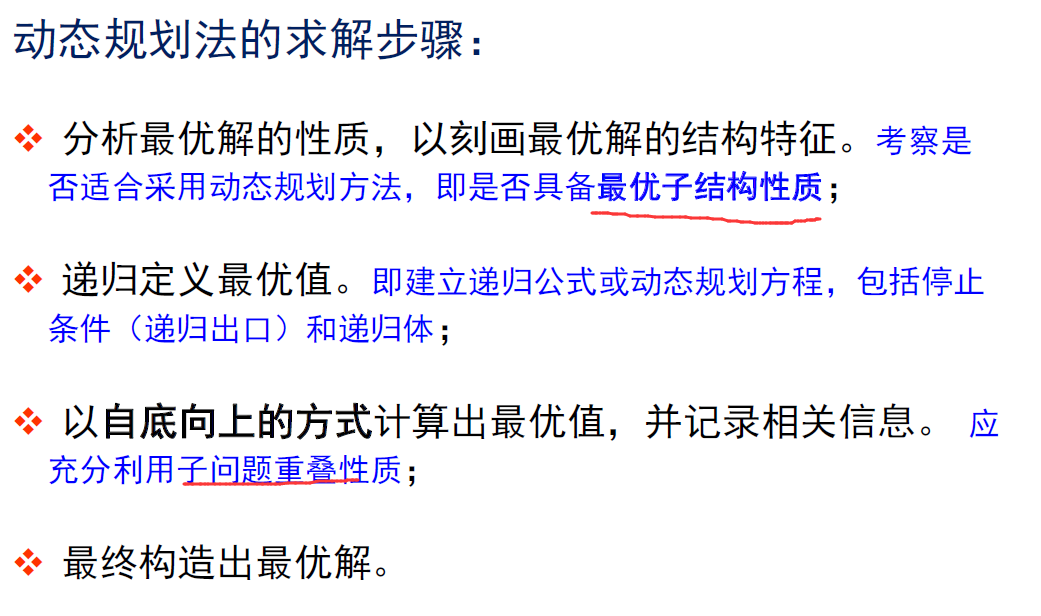 动态规划法的求解步骤：
分析最优解的性质，以刻画最优解的结构特征。考察是
否适合采用动态规划方法，即是否具备最优子结构性质；
递归定义最优值。即建立递归公式或动态规划方程，包括停止
条件（递归出口）和递归体；
以自底向上的方式计算出最优值，并记录相关信息。 应
充分利用子问题重叠性质；
最终构造出最优解。